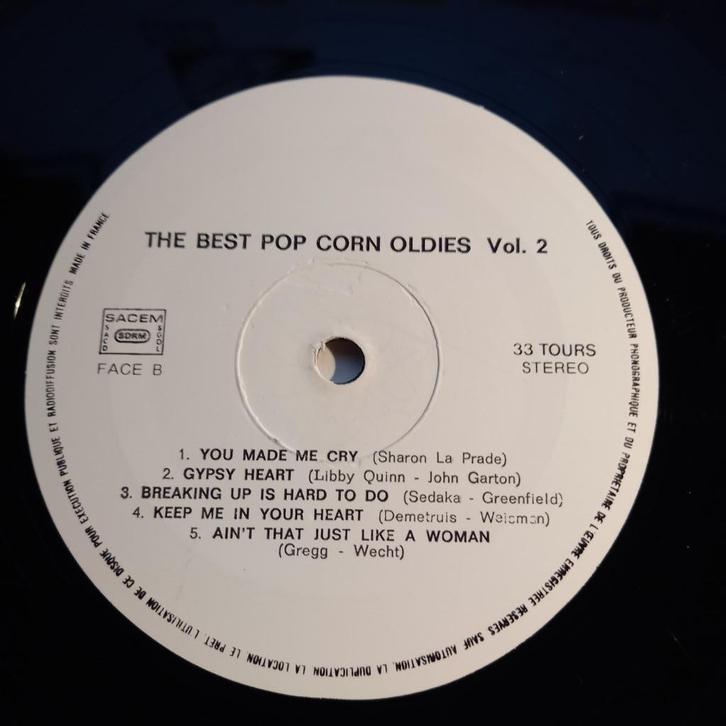 THE BEST POP CORN OLDIES Vol. 2
SACEM
SACD
SDRM
SGDL
FACE B
33 TOURS
STEREO
1. YOU MADE ME CRY (Sharon La Prade)
2. GYPSY HEART (Libby Quinn - John Garton)
3. BREAKING UP IS HARD TO DO (Sedaka - Greenfield)
4. KEEP ME IN YOUR HEART (Demetruis - Weisman)
5. AIN'T THAT JUST LIKE A WOMAN
(Gregg - Wecht)
TOUS DROITS DU PRODUCTEUR PHONOGRAPHIQUE ET DU PROPRIETAIRE DE L'ŒUVRE ENREGISTREE RESERVES SAUF AUTORISATION, LA DUPLICATION LA LOCATION, LE PRET, L'UTILISATION DE CE DISQUE POUR EXECUTION PUBLIQUE ET RADIODIFFUSION SONT INTERDITS MADE IN FRANCE